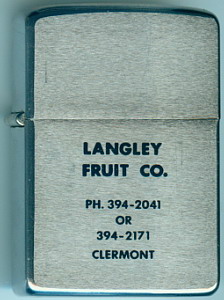 LANGLEY
FRUIT CO.
PH. 394-2041
OR
394-2171
CLERMONT